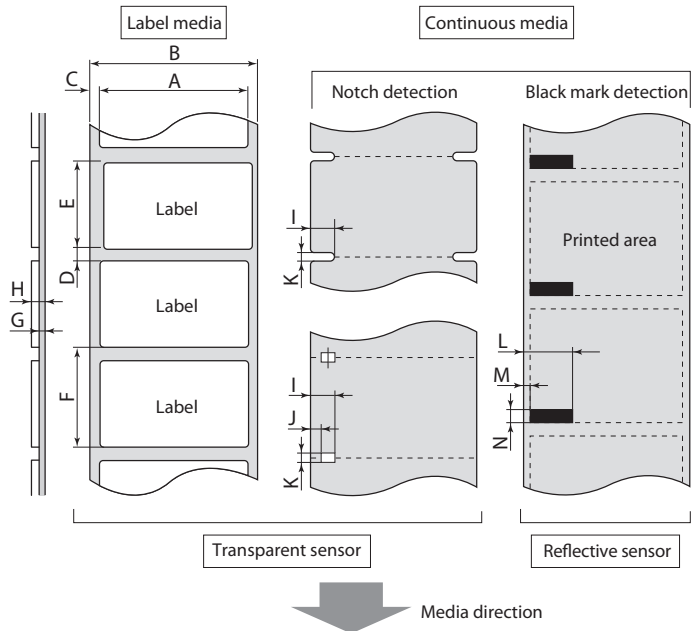 Label media
Continuous media
B
C
A
Notch detection
Black mark detection
E
Label
I
Printed area
K
D
H
Label
G
L
I
M
F
Label
J
N
K
Transparent sensor
Reflective sensor
Media direction